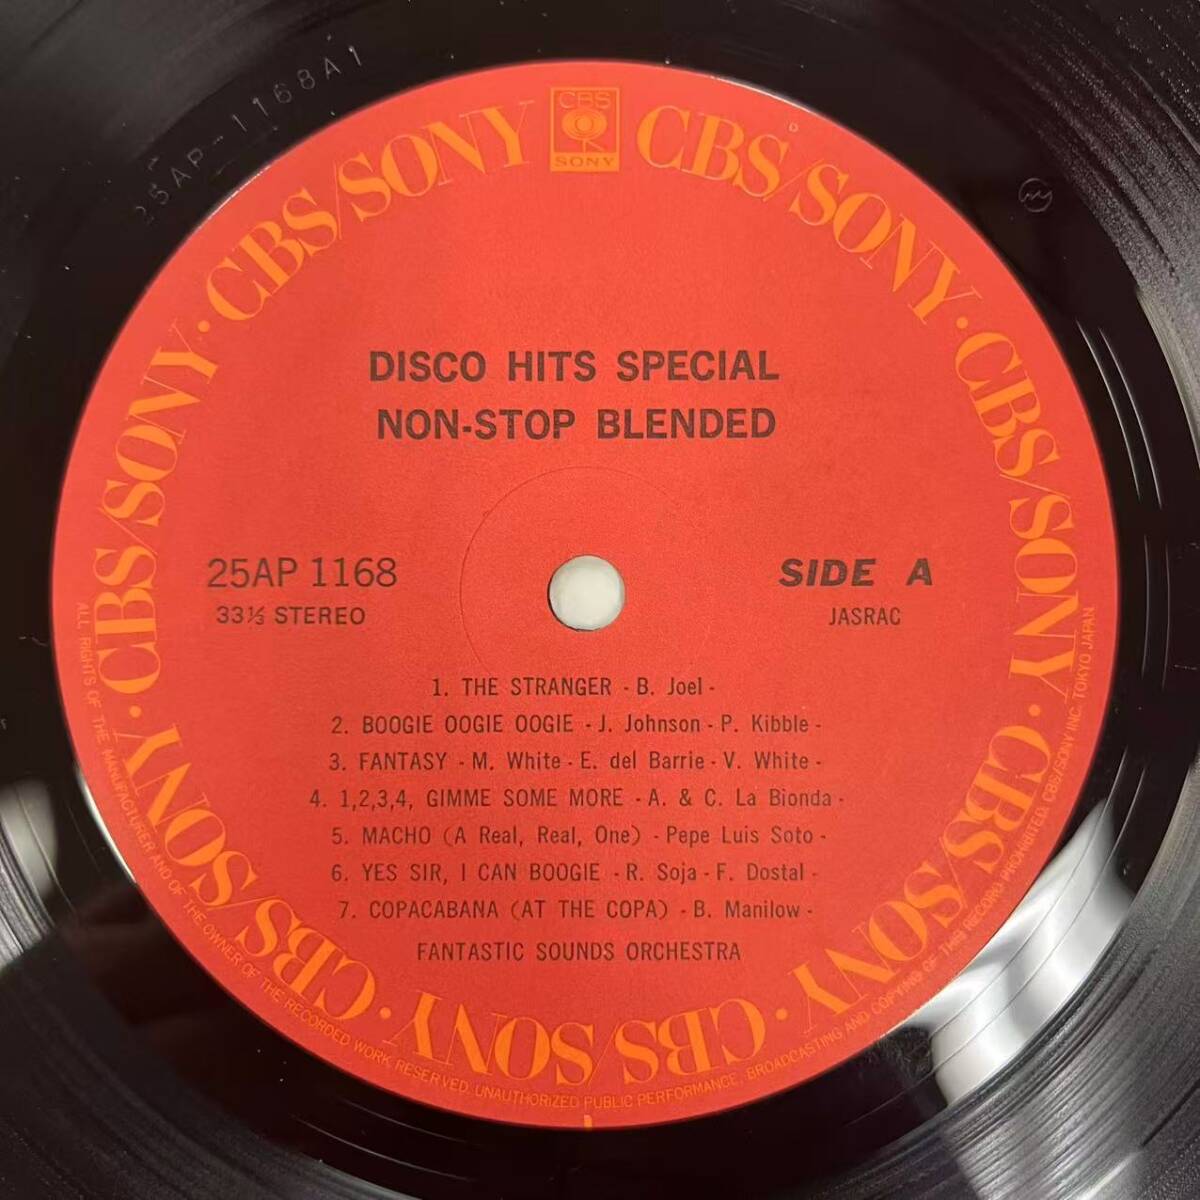 25AP-1168A1
CBS
SONY
CBS/SONY · CBS/SONY · CBS/SONY · CBS/SONY · CBS/SONY · CBS/SONY · CBS/SONY · CBS/SONY
DISCO HITS SPECIAL
NON-STOP BLENDED
25AP 1168
33⅓ STEREO
SIDE A
JASRAC
1. THE STRANGER - B. Joel -
2. BOOGIE OOGIE OOGIE - J. Johnson - P. Kibble -
3. FANTASY - M. White - E. del Barrie - V. White -
4. 1,2,3,4, GIMME SOME MORE - A. & C. La Bionda -
5. MACHO (A Real, Real, One) - Pepe Luis Soto -
6. YES SIR, I CAN BOOGIE - R. Soja - F. Dostal -
7. COPACABANA (AT THE COPA) - B. Manilow -
FANTASTIC SOUNDS ORCHESTRA
ALL RIGHTS OF THE MANUFACTURER AND OF THE OWNER OF THE RECORDED WORK RESERVED. UNAUTHORIZED PUBLIC PERFORMANCE, BROADCASTING AND COPYING OF THIS RECORD PROHIBITED. CBS/SONY INC. TOKYO JAPAN